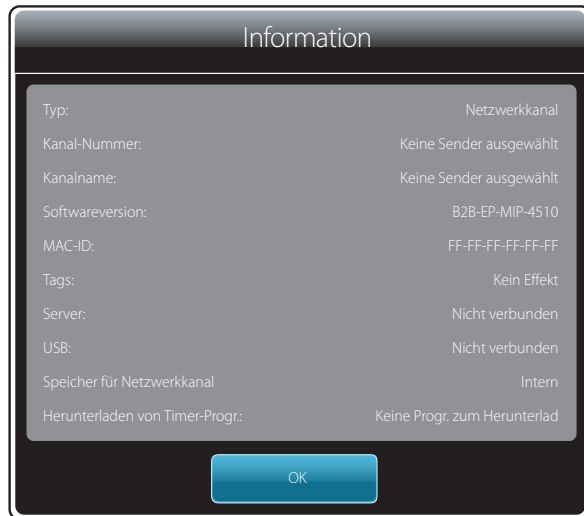 Information
Typ: Netzwerkkanal
Kanal-Nummer: Keine Sender ausgewählt
Kanalname: Keine Sender ausgewählt
Softwareversion: B2B-EP-MIP-4510
MAC-ID: FF-FF-FF-FF-FF-FF
Tags: Kein Effekt
Server: Nicht verbunden
USB: Nicht verbunden
Speicher für Netzwerkkanal Intern
Herunterladen von Timer-Progr.: Keine Progr. zum Herunterlad
OK